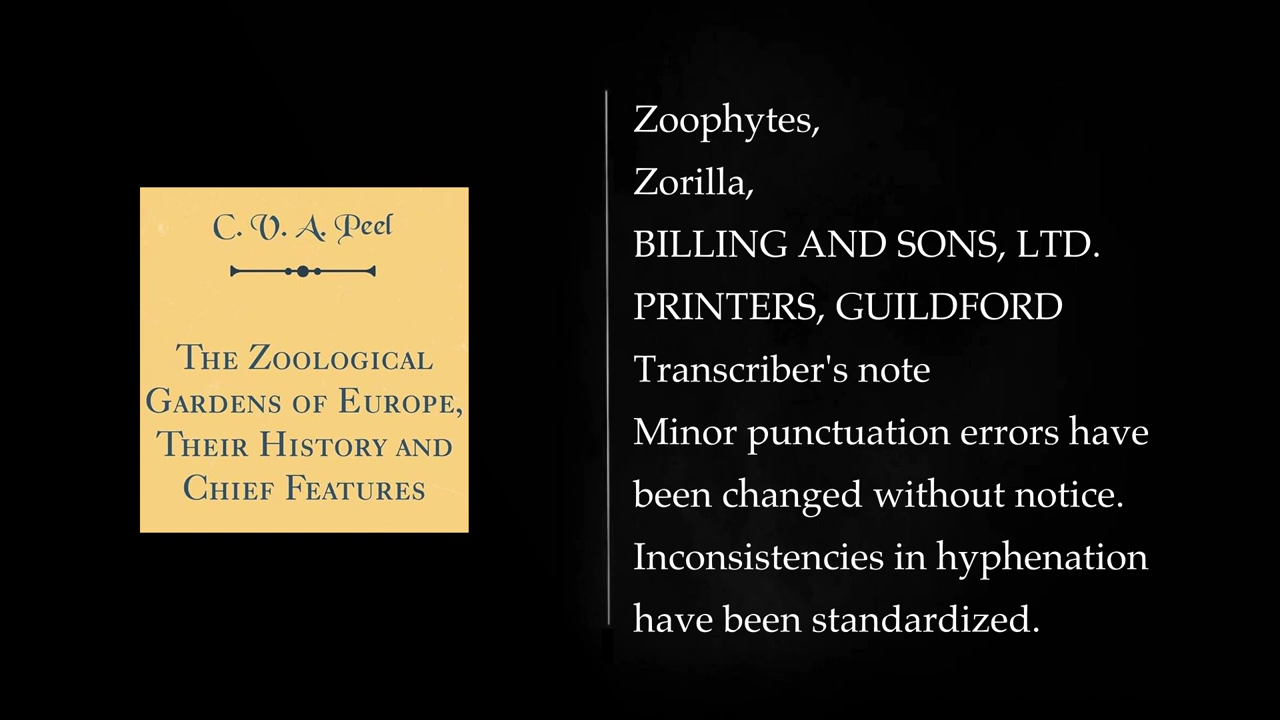 C. V. A. Peel
The Zoological
Gardens of Europe,
Their History and
Chief Features
Zoophytes,
Zorilla,
BILLING AND SONS, LTD.
PRINTERS, GUILDFORD
Transcriber's note
Minor punctuation errors have
been changed without notice.
Inconsistencies in hyphenation
have been standardized.